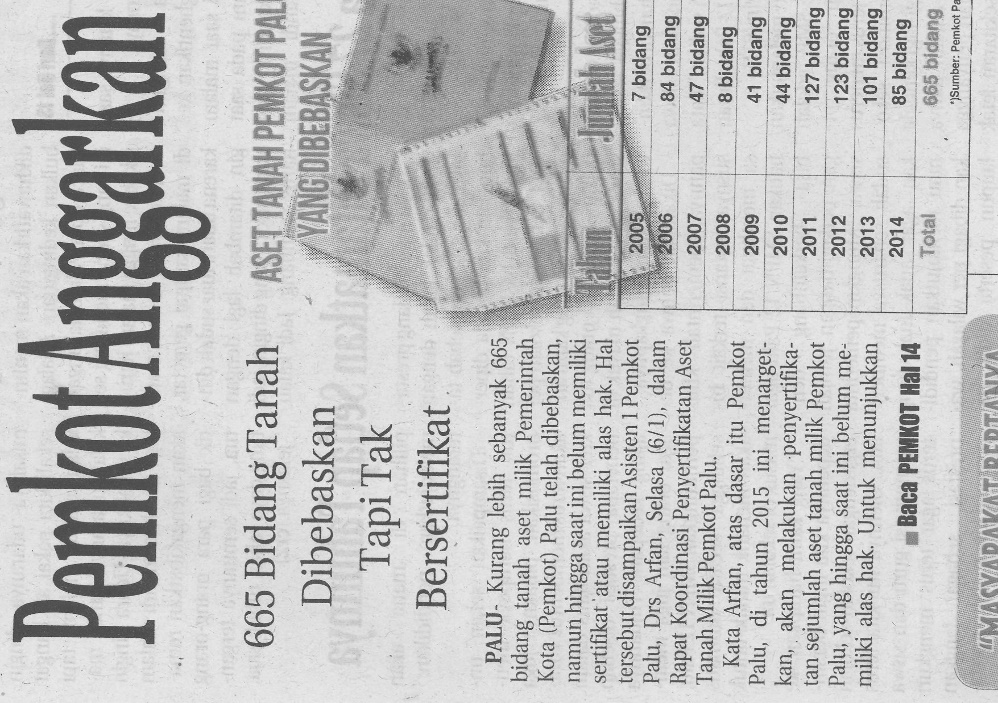 Pemkot Anggarkan
665 Bidang Tanah
Dibebaskan
Tapi Tak
Bersertifikat
PALU- Kurang lebih sebanyak 665
bidang tanah aset milik Pemerintah
Kota (Pemkot) Palu telah dibebaskan,
namun hingga saat ini belum memiliki
sertifikat atau memiliki alas hak. Hal
tersebut disampaikan Asisten I Pemkot
Palu, Drs Arfan, Selasa (6/1), dalam
Rapat Koordinasi Penyertifikatan Aset
Tanah Milik Pemkot Palu.
Kata Arfan, atas dasar itu Pemkot
Palu, di tahun 2015 ini menarget-
kan, akan melakukan penyertifika-
tan sejumlah aset tanah milik Pemkot
Palu, yang hingga saat ini belum me-
miliki alas hak. Untuk menunjukkan
■ Baca PEMKOT Hal 14
ASET TANAH PEMKOT PALU
YANG DIBEBASKAN
Tahun Jumlah Aset
2005 7 bidang
2006 84 bidang
2007 47 bidang
2008 8 bidang
2009 41 bidang
2010 44 bidang
2011 127 bidang
2012 123 bidang
2013 101 bidang
2014 85 bidang
Total 665 bidang
*)Sumber: Pemkot Pa
"MASYARAKAT BERTANYA